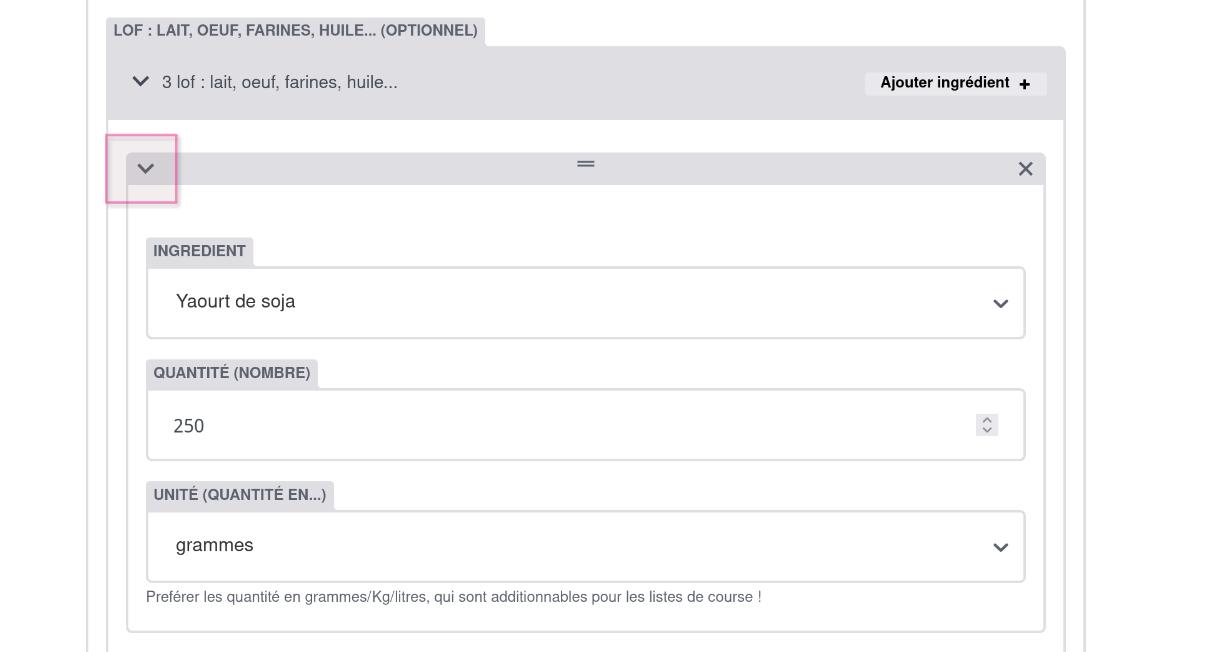 LOF : LAIT, OEUF, FARINES, HUILE... (OPTIONNEL)
3 lof : lait, oeuf, farines, huile...
Ajouter ingrédient +
INGREDIENT
Yaourt de soja
QUANTITÉ (NOMBRE)
250
UNITÉ (QUANTITÉ EN...)
grammes
Preférer les quantité en grammes/Kg/litres, qui sont additionnables pour les listes de course !